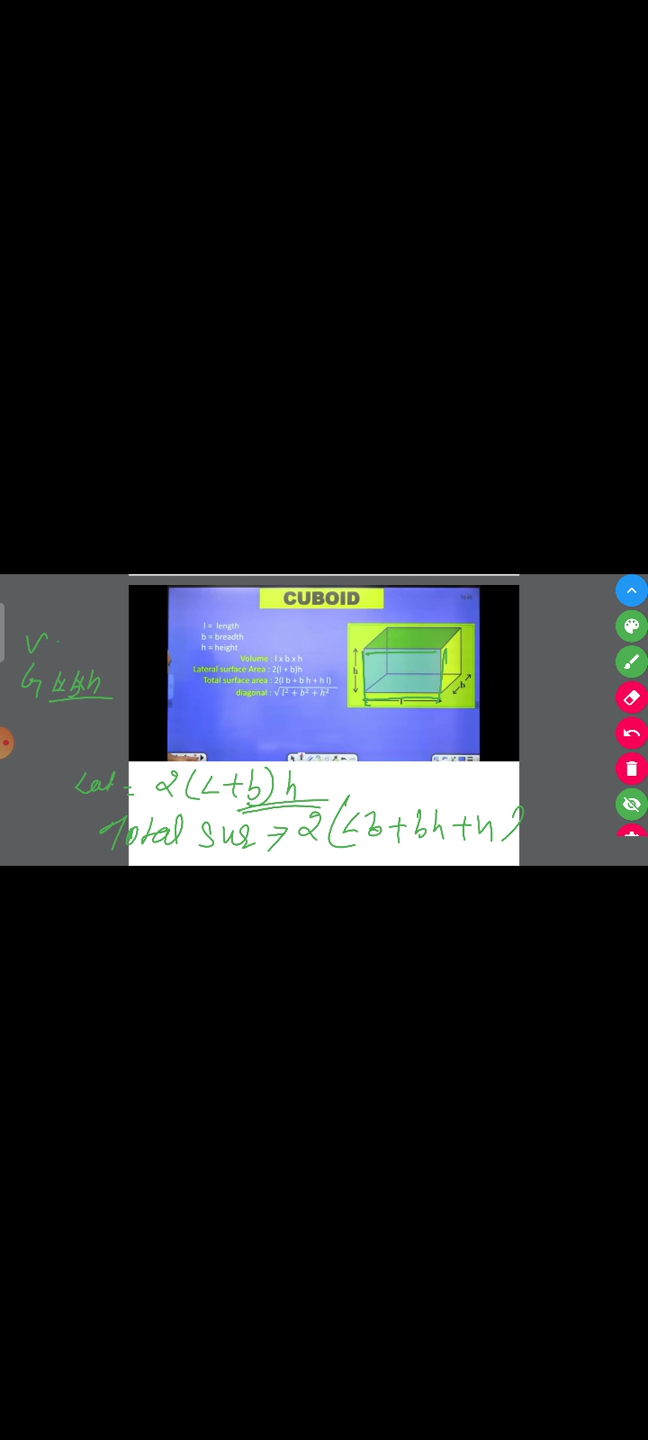 CUBOID
l = length
b = breadth
h = height
Volume : l x b x h
Lateral surface Area : 2(l + b)h
Total surface area : 2(l b + b h + h l)
diagonal : √l² + b² + h²
h
l
b
V.
h
Lat = 2(L+b)h
Total sur → 2(Lb+bh+h)